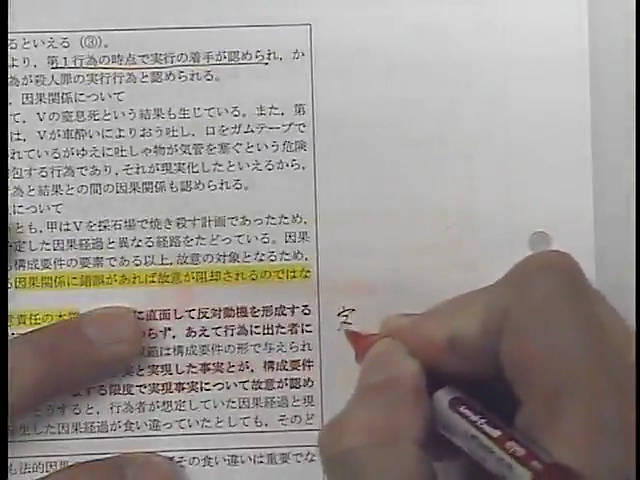 るといえる（③）。
より，第１行為の時点で実行の着手が認められ，か
為が殺人罪の実行行為と認められる。
，因果関係について
て，Ｖの窒息死という結果も生じている。また，第
は，Ｖが車酔いによりおう吐し，口をガムテープで
れているがゆえに吐しゃ物が気管を塞ぐという危険
包する行為であり，それが現実化したといえるから，
為と結果との間の因果関係も認められる。
について
とも，甲はＶを採石場で焼き殺す計画であったため，
定した因果経過と異なる経路をたどっている。因果
構成要件の要素である以上，故意の対象となるため，
因果関係に錯誤があれば故意が阻却されるのではな
責任の本
に直面して反対動機を形成する
らず，あえて行為に出た者に
は構成要件の形で与えられ
と実現した事実とが，構成要件
する限度で実現事実について故意が認め
うすると，行為者が想定していた因果経過と現
生じた因果経過が食い違っていたとしても，そのど
も法的因果
その食い違いは重要でな